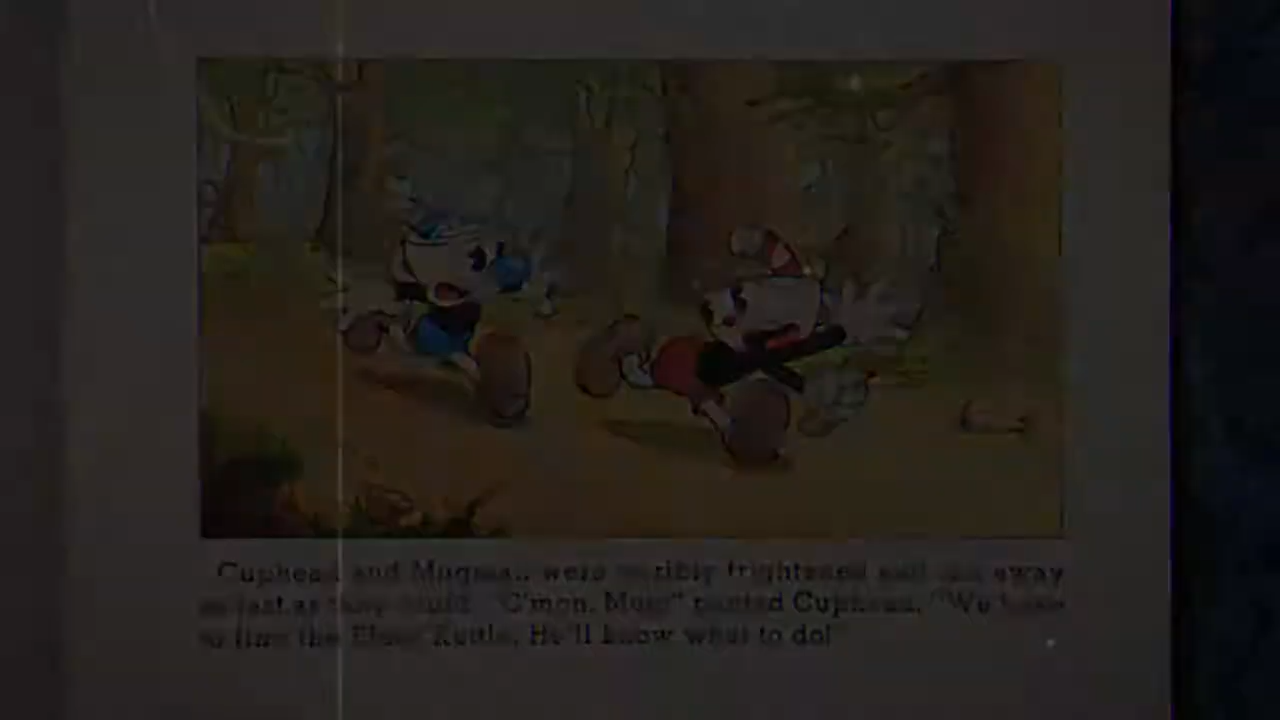 Cuphead and Mugman were terribly frightened and ran away
as fast as they could. "C'mon, Mugs" panted Cuphead. "We have
to find the Elder Kettle. He'll know what to do!"